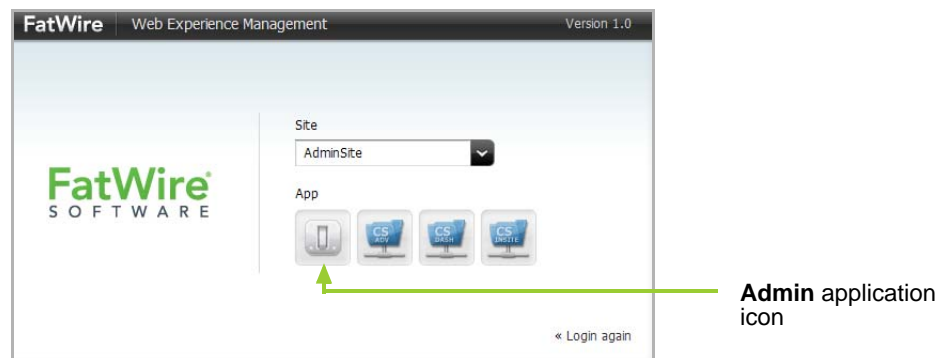 FatWire Web Experience Management Version 1.0
Site
AdminSite
FatWire
SOFTWARE
App
CS ADV
CS DASH
CS INSITE
Admin application
icon
« Login again